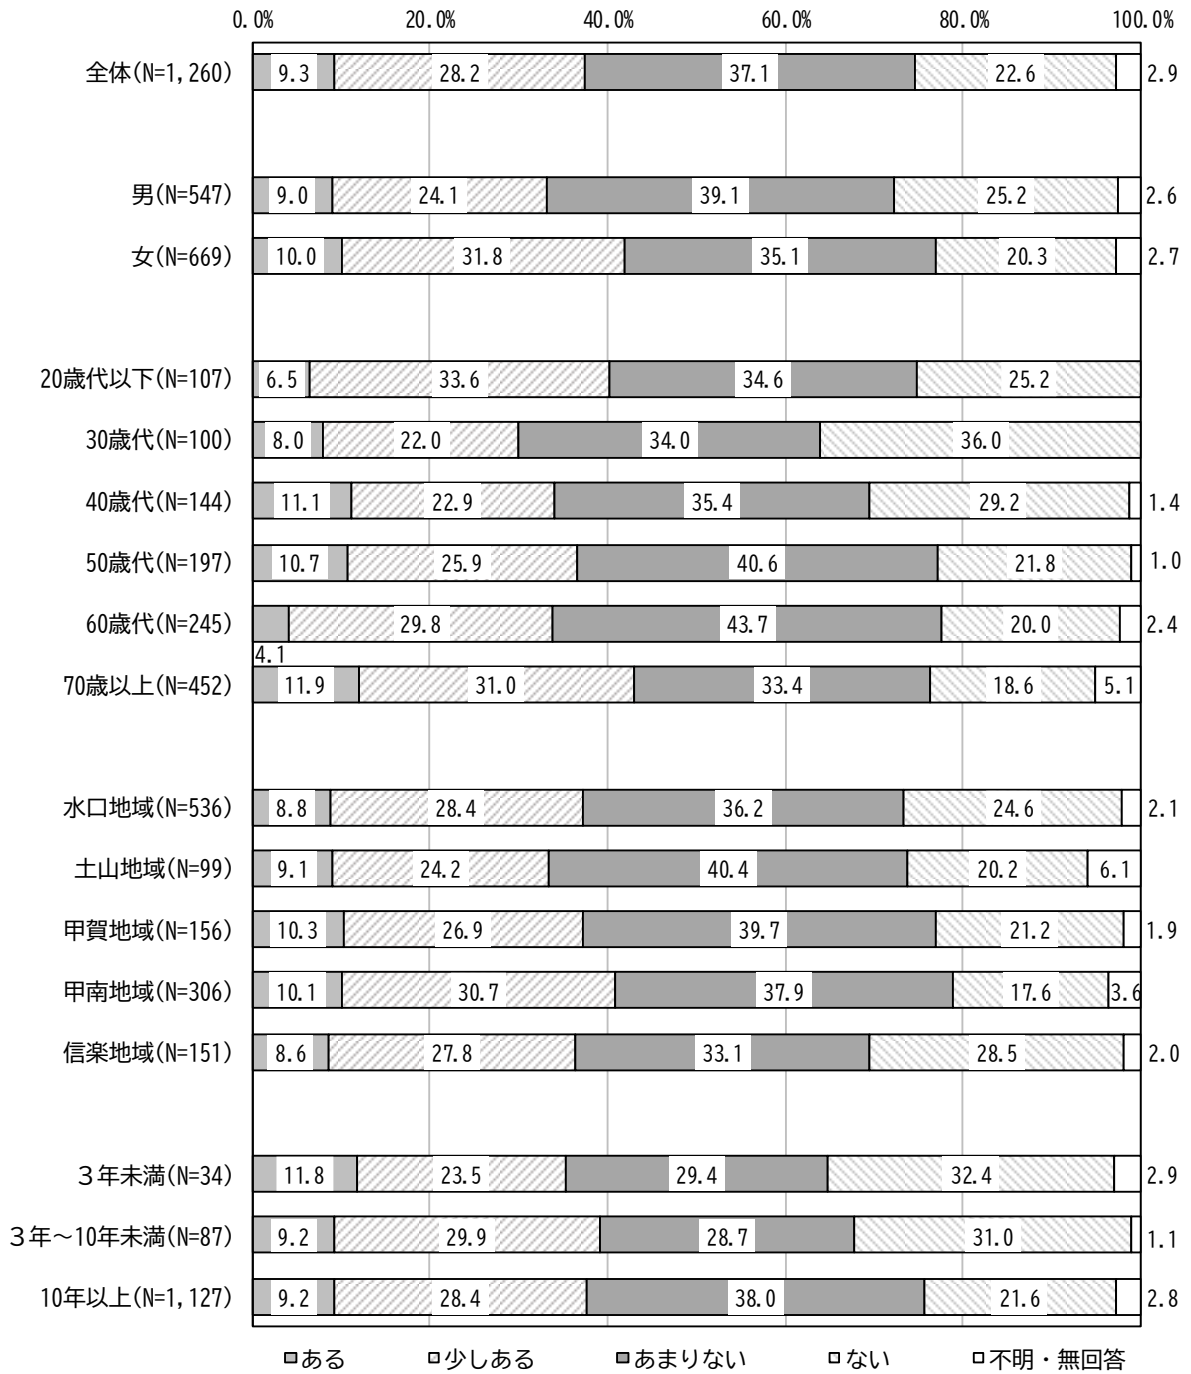 0.0% 20.0% 40.0% 60.0% 80.0% 100.0%
全体(N=1,260) 9.3 28.2 37.1 22.6 2.9
男(N=547) 9.0 24.1 39.1 25.2 2.6
女(N=669) 10.0 31.8 35.1 20.3 2.7
20歳代以下(N=107) 6.5 33.6 34.6 25.2
30歳代(N=100) 8.0 22.0 34.0 36.0
40歳代(N=144) 11.1 22.9 35.4 29.2 1.4
50歳代(N=197) 10.7 25.9 40.6 21.8 1.0
60歳代(N=245) 29.8 43.7 20.0 2.4
4.1
70歳以上(N=452) 11.9 31.0 33.4 18.6 5.1
水口地域(N=536) 8.8 28.4 36.2 24.6 2.1
土山地域(N=99) 9.1 24.2 40.4 20.2 6.1
甲賀地域(N=156) 10.3 26.9 39.7 21.2 1.9
甲南地域(N=306) 10.1 30.7 37.9 17.6 3.6
信楽地域(N=151) 8.6 27.8 33.1 28.5 2.0
３年未満(N=34) 11.8 23.5 29.4 32.4 2.9
３年～10年未満(N=87) 9.2 29.9 28.7 31.0 1.1
10年以上(N=1,127) 9.2 28.4 38.0 21.6 2.8
ある 少しある あまりない ない 不明・無回答